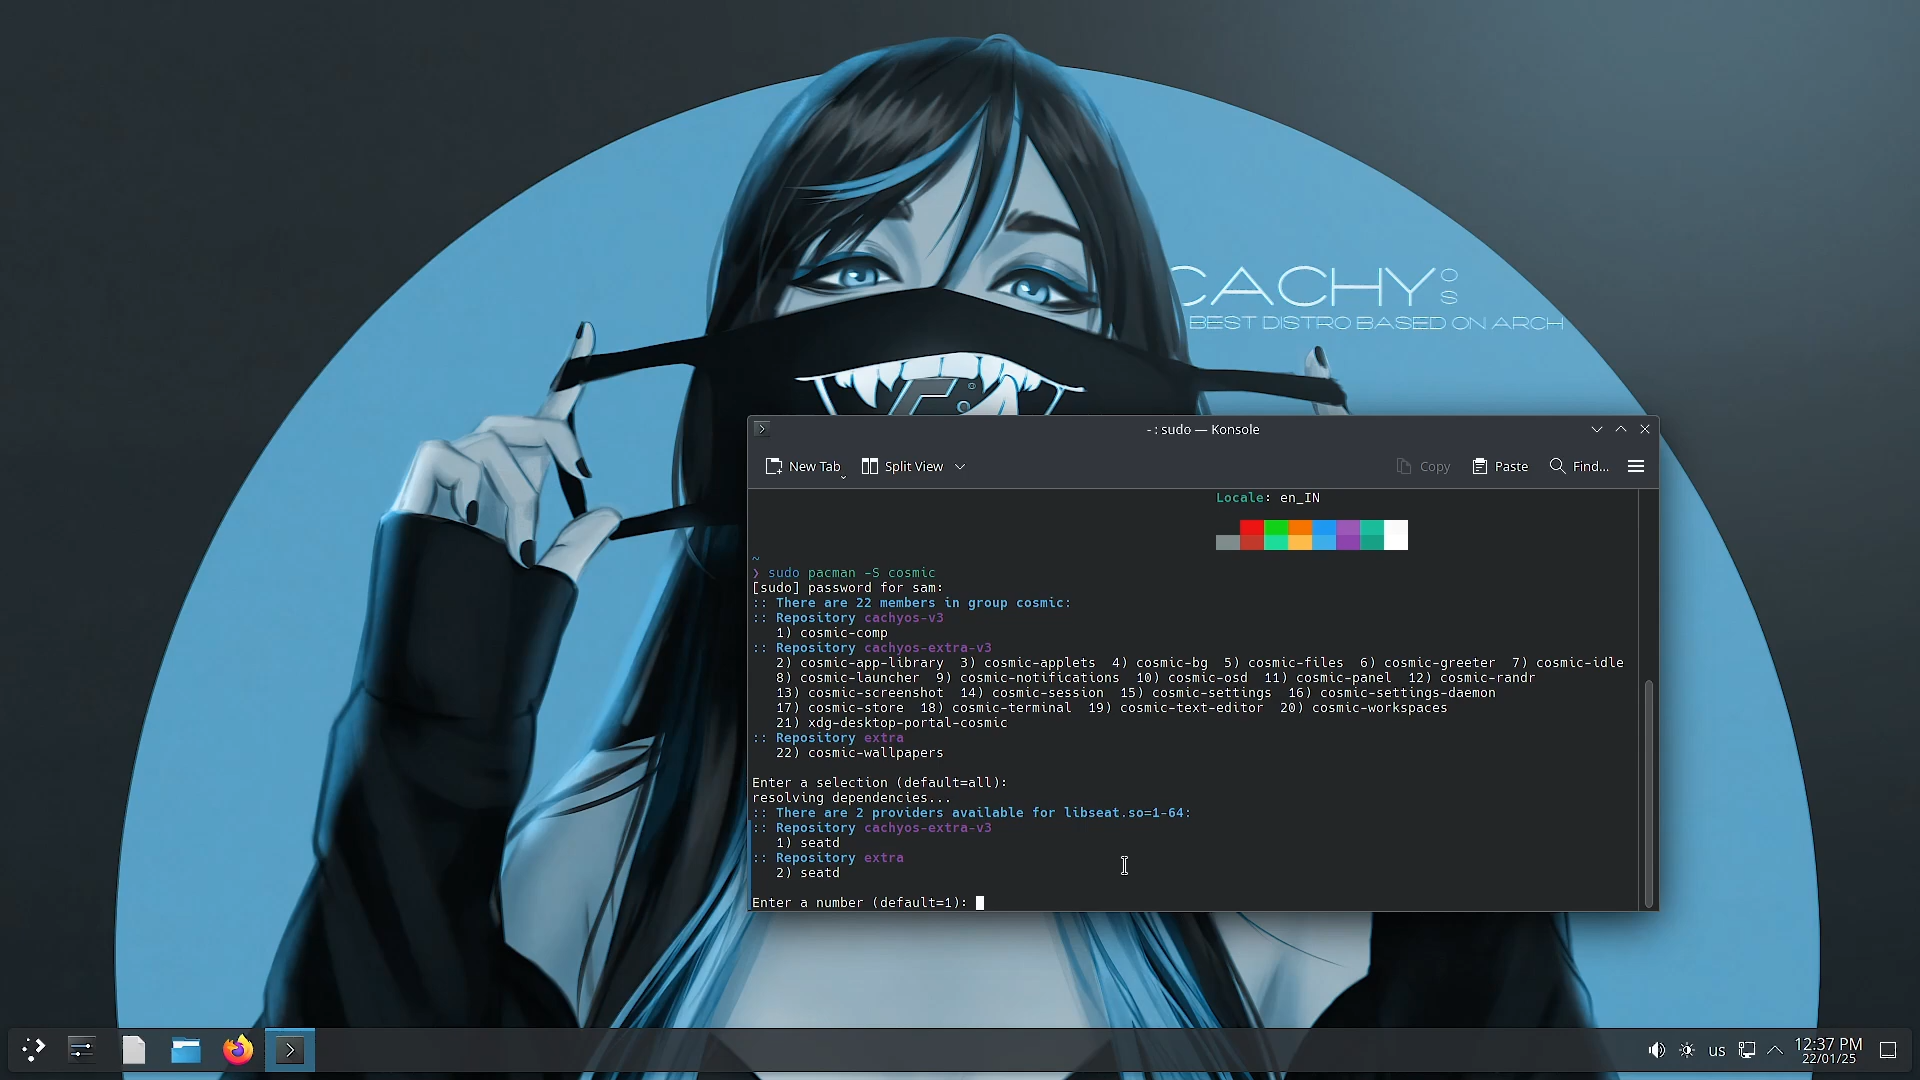 CACHY OS
BEST DISTRO BASED ON ARCH
- : sudo — Konsole
New Tab
Split View
Copy
Paste
Find...
Locale: en_IN
~
❯ sudo pacman -S cosmic
[sudo] password for sam:
:: There are 22 members in group cosmic:
:: Repository cachyos-v3
1) cosmic-comp
:: Repository cachyos-extra-v3
2) cosmic-app-library 3) cosmic-applets 4) cosmic-bg 5) cosmic-files 6) cosmic-greeter 7) cosmic-idle
8) cosmic-launcher 9) cosmic-notifications 10) cosmic-osd 11) cosmic-panel 12) cosmic-randr
13) cosmic-screenshot 14) cosmic-session 15) cosmic-settings 16) cosmic-settings-daemon
17) cosmic-store 18) cosmic-terminal 19) cosmic-text-editor 20) cosmic-workspaces
21) xdg-desktop-portal-cosmic
:: Repository extra
22) cosmic-wallpapers
Enter a selection (default=all):
resolving dependencies...
:: There are 2 providers available for libseat.so=1-64:
:: Repository cachyos-extra-v3
1) seatd
:: Repository extra
2) seatd
Enter a number (default=1):
us
12:37 PM
22/01/25